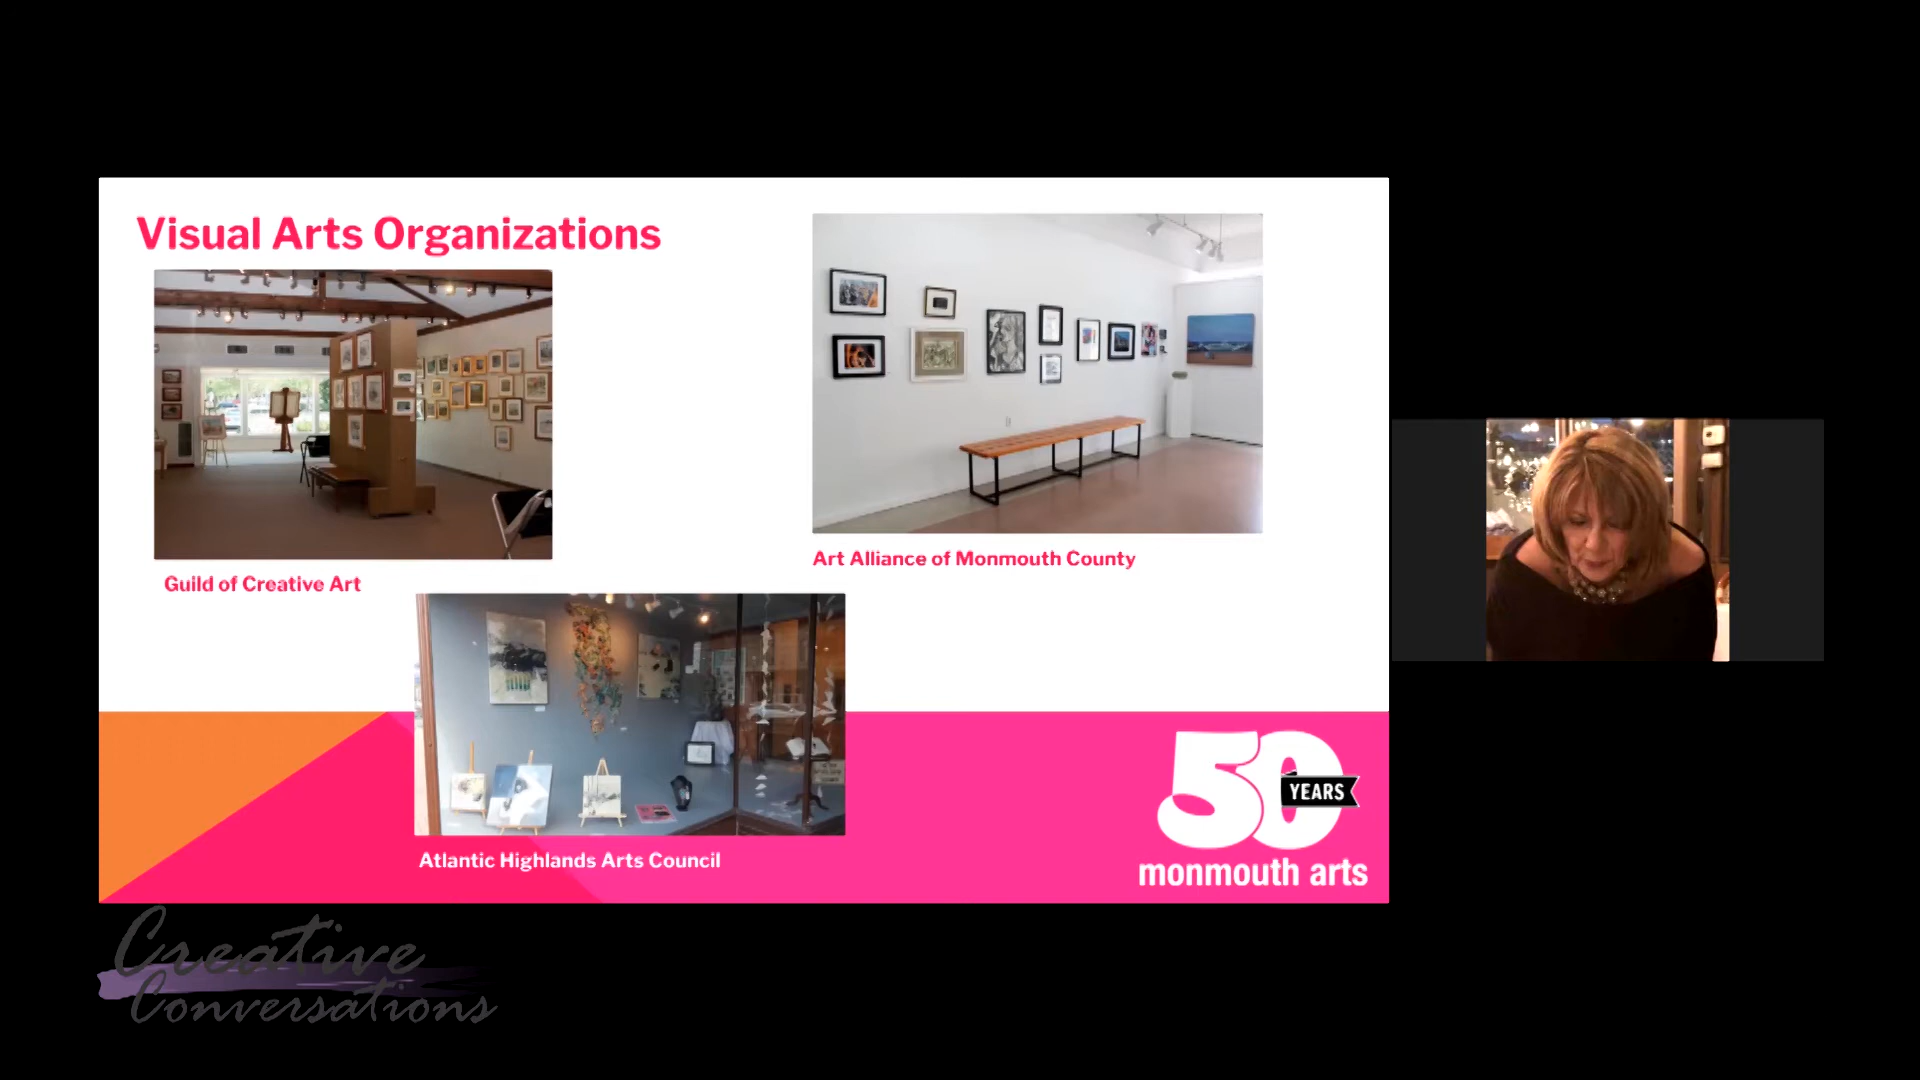 Visual Arts Organizations
Guild of Creative Art
Art Alliance of Monmouth County
Atlantic Highlands Arts Council
50
YEARS
monmouth arts
Creative
Conversations